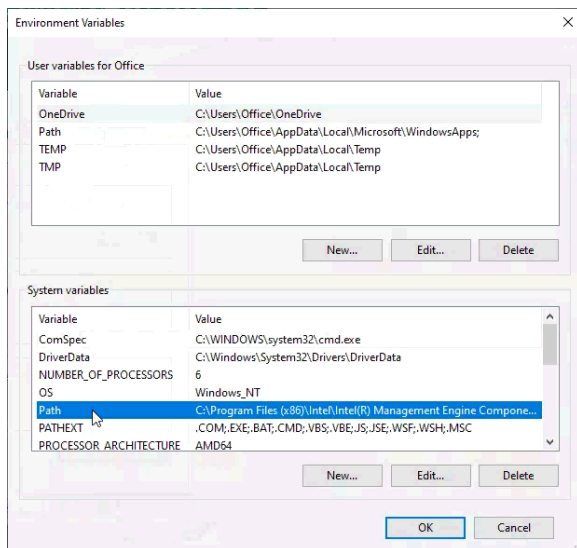 Environment Variables
User variables for Office
Variable Value
OneDrive C:\Users\Office\OneDrive
Path C:\Users\Office\AppData\Local\Microsoft\WindowsApps;
TEMP C:\Users\Office\AppData\Local\Temp
TMP C:\Users\Office\AppData\Local\Temp
New... Edit... Delete
System variables
Variable Value
ComSpec C:\WINDOWS\system32\cmd.exe
DriverData C:\Windows\System32\Drivers\DriverData
NUMBER_OF_PROCESSORS 6
OS Windows_NT
Path C:\Program Files (x86)\Intel\Intel(R) Management Engine Compone...
PATHEXT .COM;.EXE;.BAT;.CMD;.VBS;.VBE;.JS;.JSE;.WSF;.WSH;.MSC
PROCESSOR_ARCHITECTURE AMD64
New... Edit... Delete
OK Cancel